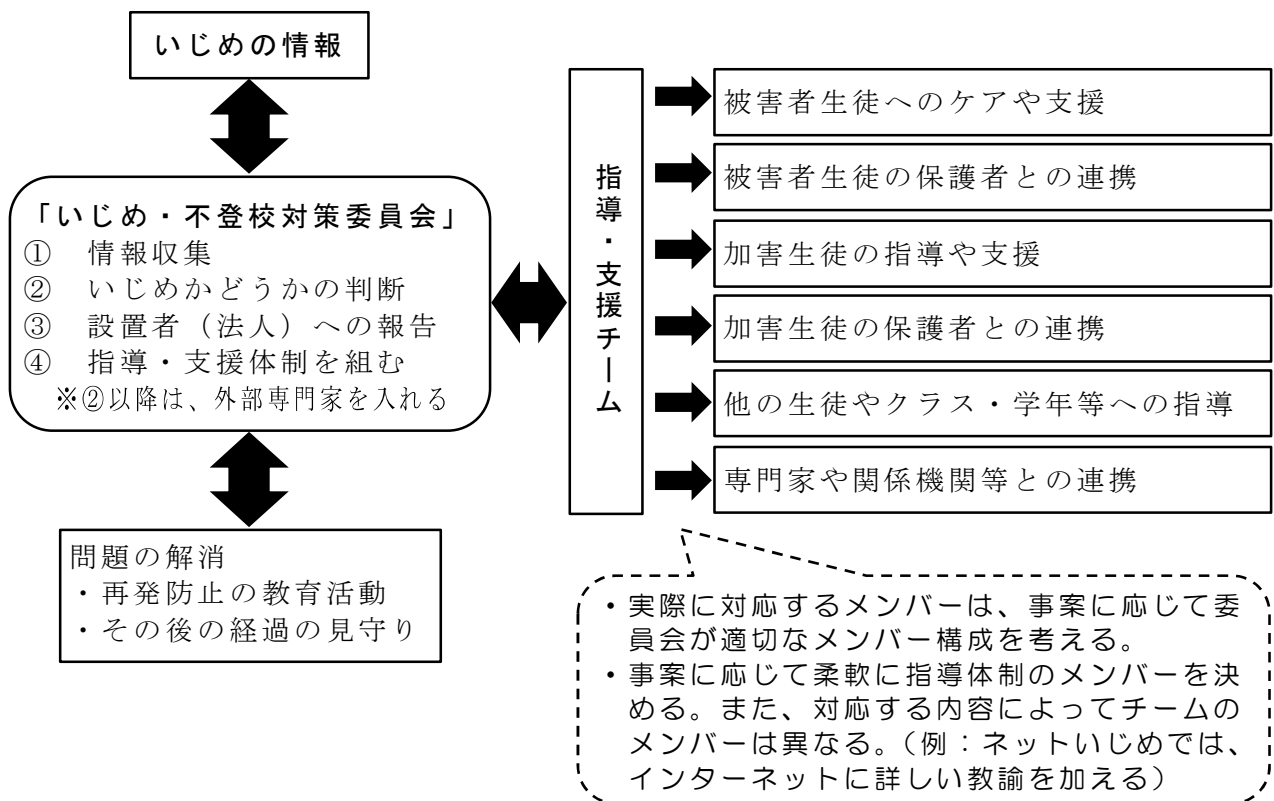 いじめの情報
「いじめ・不登校対策委員会」
① 情報収集
② いじめかどうかの判断
③ 設置者（法人）への報告
④ 指導・支援体制を組む
※②以降は、外部専門家を入れる
問題の解消
・再発防止の教育活動
・その後の経過の見守り
指導・支援チーム
被害者生徒へのケアや支援
被害者生徒の保護者との連携
加害生徒の指導や支援
加害生徒の保護者との連携
他の生徒やクラス・学年等への指導
専門家や関係機関等との連携
・実際に対応するメンバーは、事案に応じて委
員会が適切なメンバー構成を考える。
・事案に応じて柔軟に指導体制のメンバーを決
める。また、対応する内容によってチームの
メンバーは異なる。（例：ネットいじめでは、
インターネットに詳しい教諭を加える）